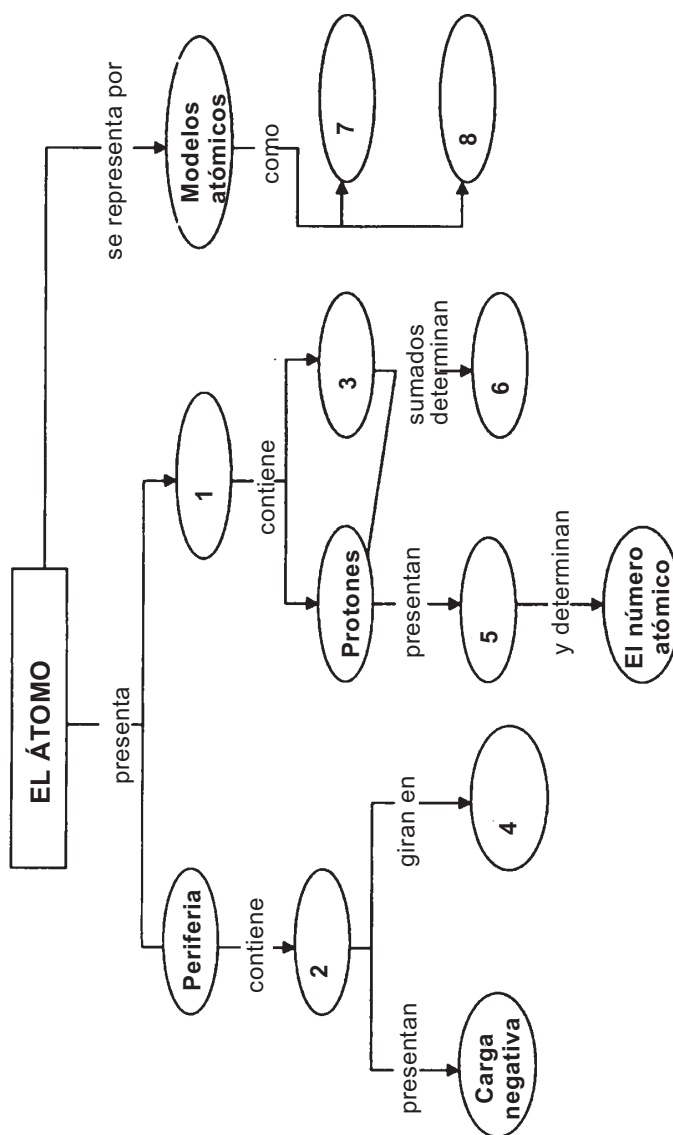 EL ÁTOMO
presenta
se representa por
Periferia
1
Modelos
atómicos
contiene
contiene
como
2
Protones
3
7
presentan
giran en
presentan
sumados
determinan
Carga
negativa
4
5
6
8
y determinan
El número
atómico